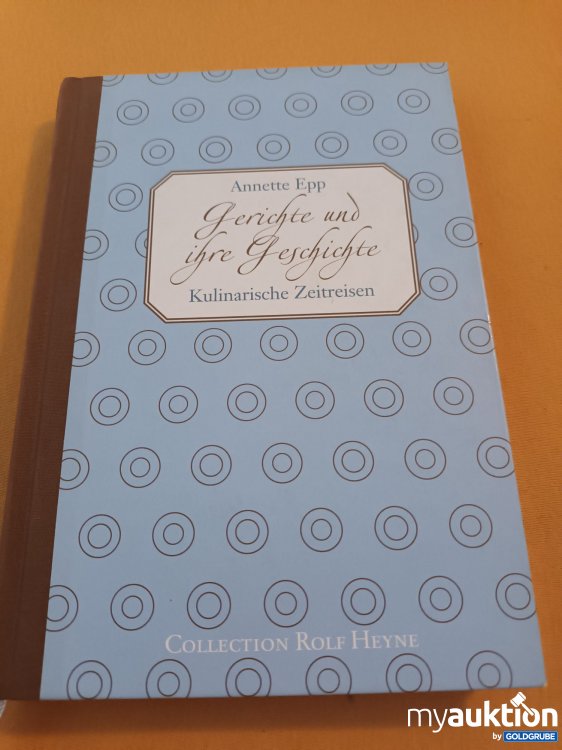 Annette Epp
Gerichte und
ihre Geschichte
Kulinarische Zeitreisen
COLLECTION ROLF HEYNE
myauktion
by GOLDGRUBE